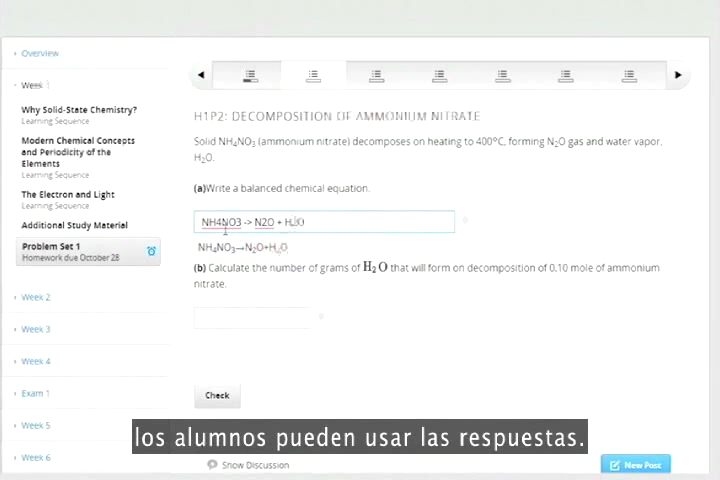 Overview
Week 1
Why Solid-State Chemistry?
Learning Sequence
Modern Chemical Concepts
and Periodicity of the
Elements
Learning Sequence
The Electron and Light
Learning Sequence
Additional Study Material
Problem Set 1
Homework due October 28
Week 2
Week 3
Week 4
Exam 1
Week 5
Week 6
H1P2: DECOMPOSITION OF AMMONIUM NITRATE
Solid NH₄NO₃ (ammonium nitrate) decomposes on heating to 400°C, forming N₂O gas and water vapor,
H₂O.
(a)Write a balanced chemical equation.
NH4NO3 -> N2O + H2O
NH₄NO₃→N₂O+H₂O
(b) Calculate the number of grams of H₂O that will form on decomposition of 0.10 mole of ammonium
nitrate.
Check
los alumnos pueden usar las respuestas.
Show Discussion
New Post